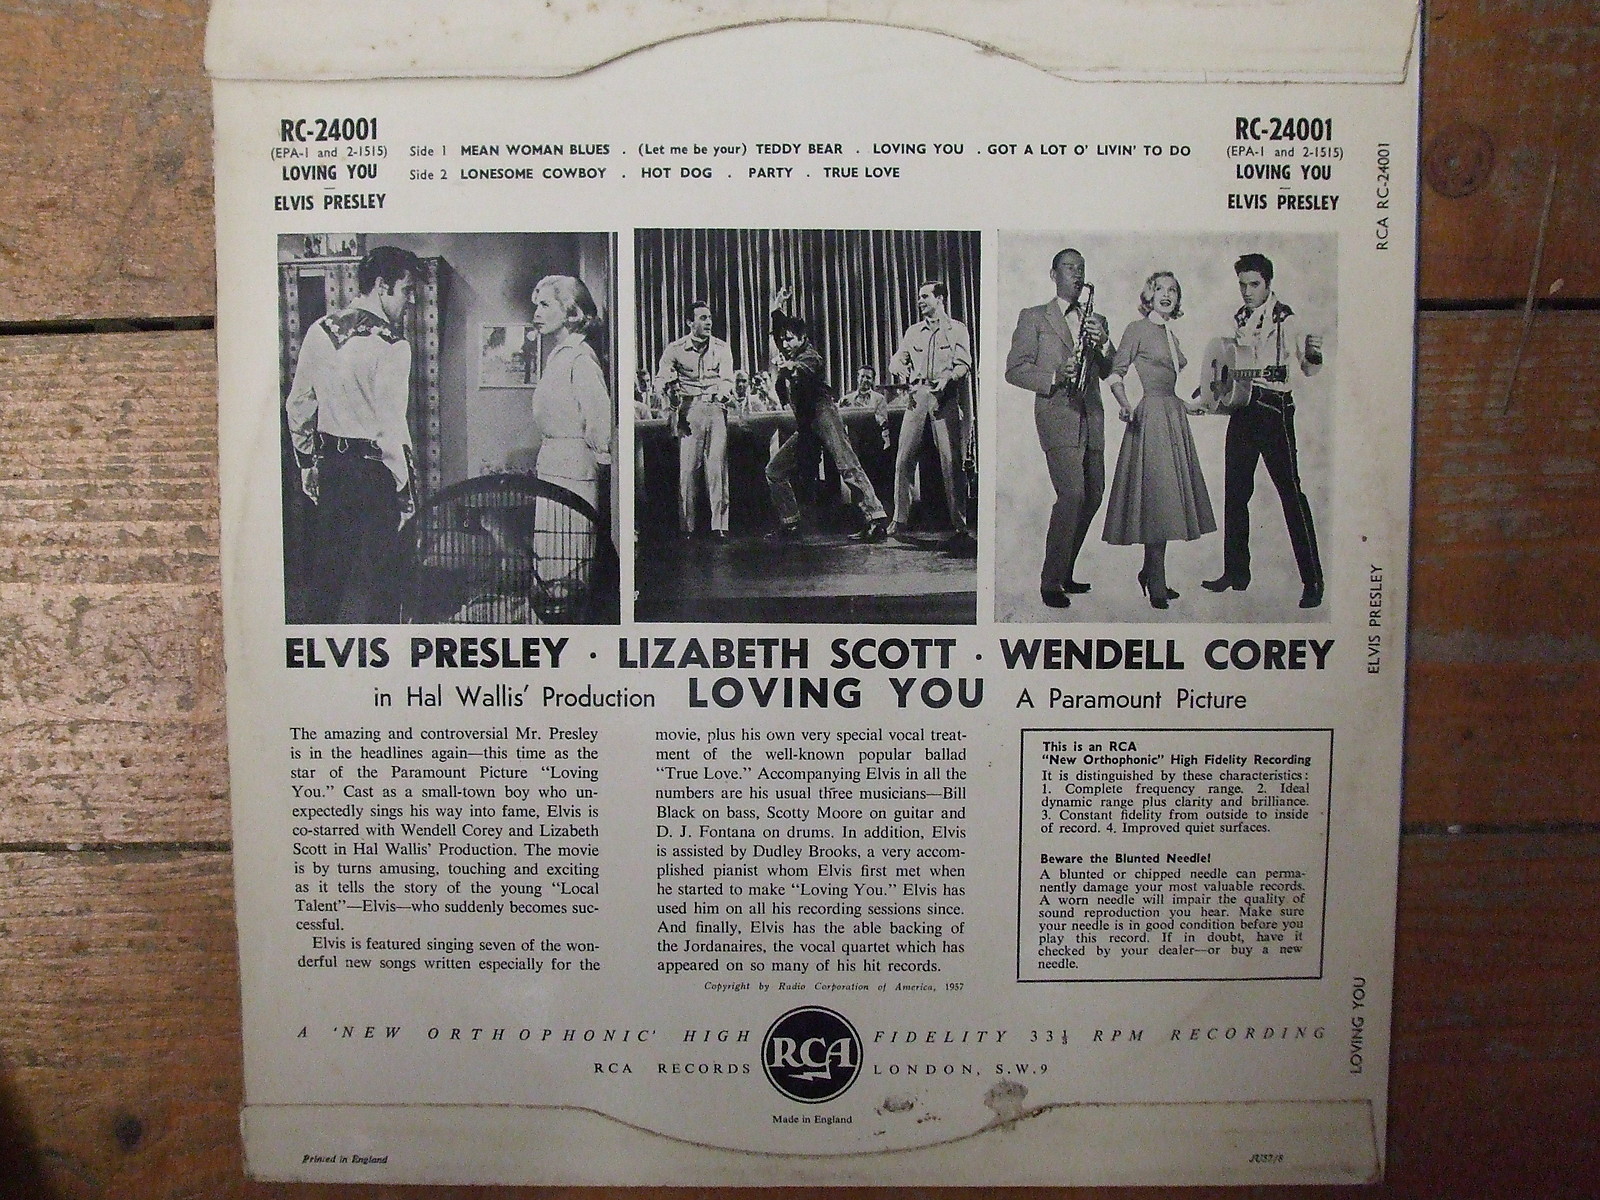 RC-24001
(EPA-1 and 2-1515)
LOVING YOU
ELVIS PRESLEY
Side 1 MEAN WOMAN BLUES . (Let me be your) TEDDY BEAR . LOVING YOU . GOT A LOT O' LIVIN' TO DO
Side 2 LONESOME COWBOY . HOT DOG . PARTY . TRUE LOVE
RC-24001
(EPA-1 and 2-1515)
LOVING YOU
ELVIS PRESLEY
RCA RC-24001
ELVIS PRESLEY
LOVING YOU
ELVIS PRESLEY · LIZABETH SCOTT · WENDELL COREY
in Hal Wallis' Production LOVING YOU A Paramount Picture
The amazing and controversial Mr. Presley
is in the headlines again—this time as the
star of the Paramount Picture "Loving
You." Cast as a small-town boy who un-
expectedly sings his way into fame, Elvis is
co-starred with Wendell Corey and Lizabeth
Scott in Hal Wallis' Production. The movie
is by turns amusing, touching and exciting
as it tells the story of the young "Local
Talent"—Elvis—who suddenly becomes suc-
cessful.
Elvis is featured singing seven of the won-
derful new songs written especially for the
movie, plus his own very special vocal treat-
ment of the well-known popular ballad
"True Love." Accompanying Elvis in all the
numbers are his usual three musicians—Bill
Black on bass, Scotty Moore on guitar and
D. J. Fontana on drums. In addition, Elvis
is assisted by Dudley Brooks, a very accom-
plished pianist whom Elvis first met when
he started to make "Loving You." Elvis has
used him on all his recording sessions since.
And finally, Elvis has the able backing of
the Jordanaires, the vocal quartet which has
appeared on so many of his hit records.
Copyright by Radio Corporation of America, 1957
This is an RCA
"New Orthophonic" High Fidelity Recording
It is distinguished by these characteristics:
1. Complete frequency range. 2. Ideal
dynamic range plus clarity and brilliance.
3. Constant fidelity from outside to inside
of record. 4. Improved quiet surfaces.
Beware the Blunted Needle!
A blunted or chipped needle can perma-
nently damage your most valuable records.
A worn needle will impair the quality of
sound reproduction you hear. Make sure
your needle is in good condition before you
play this record. If in doubt, have it
checked by your dealer—or buy a new
needle.
A 'NEW ORTHOPHONIC' HIGH FIDELITY 33⅓ RPM RECORDING
RCA RECORDS LONDON, S.W.9
RCA
Made in England
Printed in England